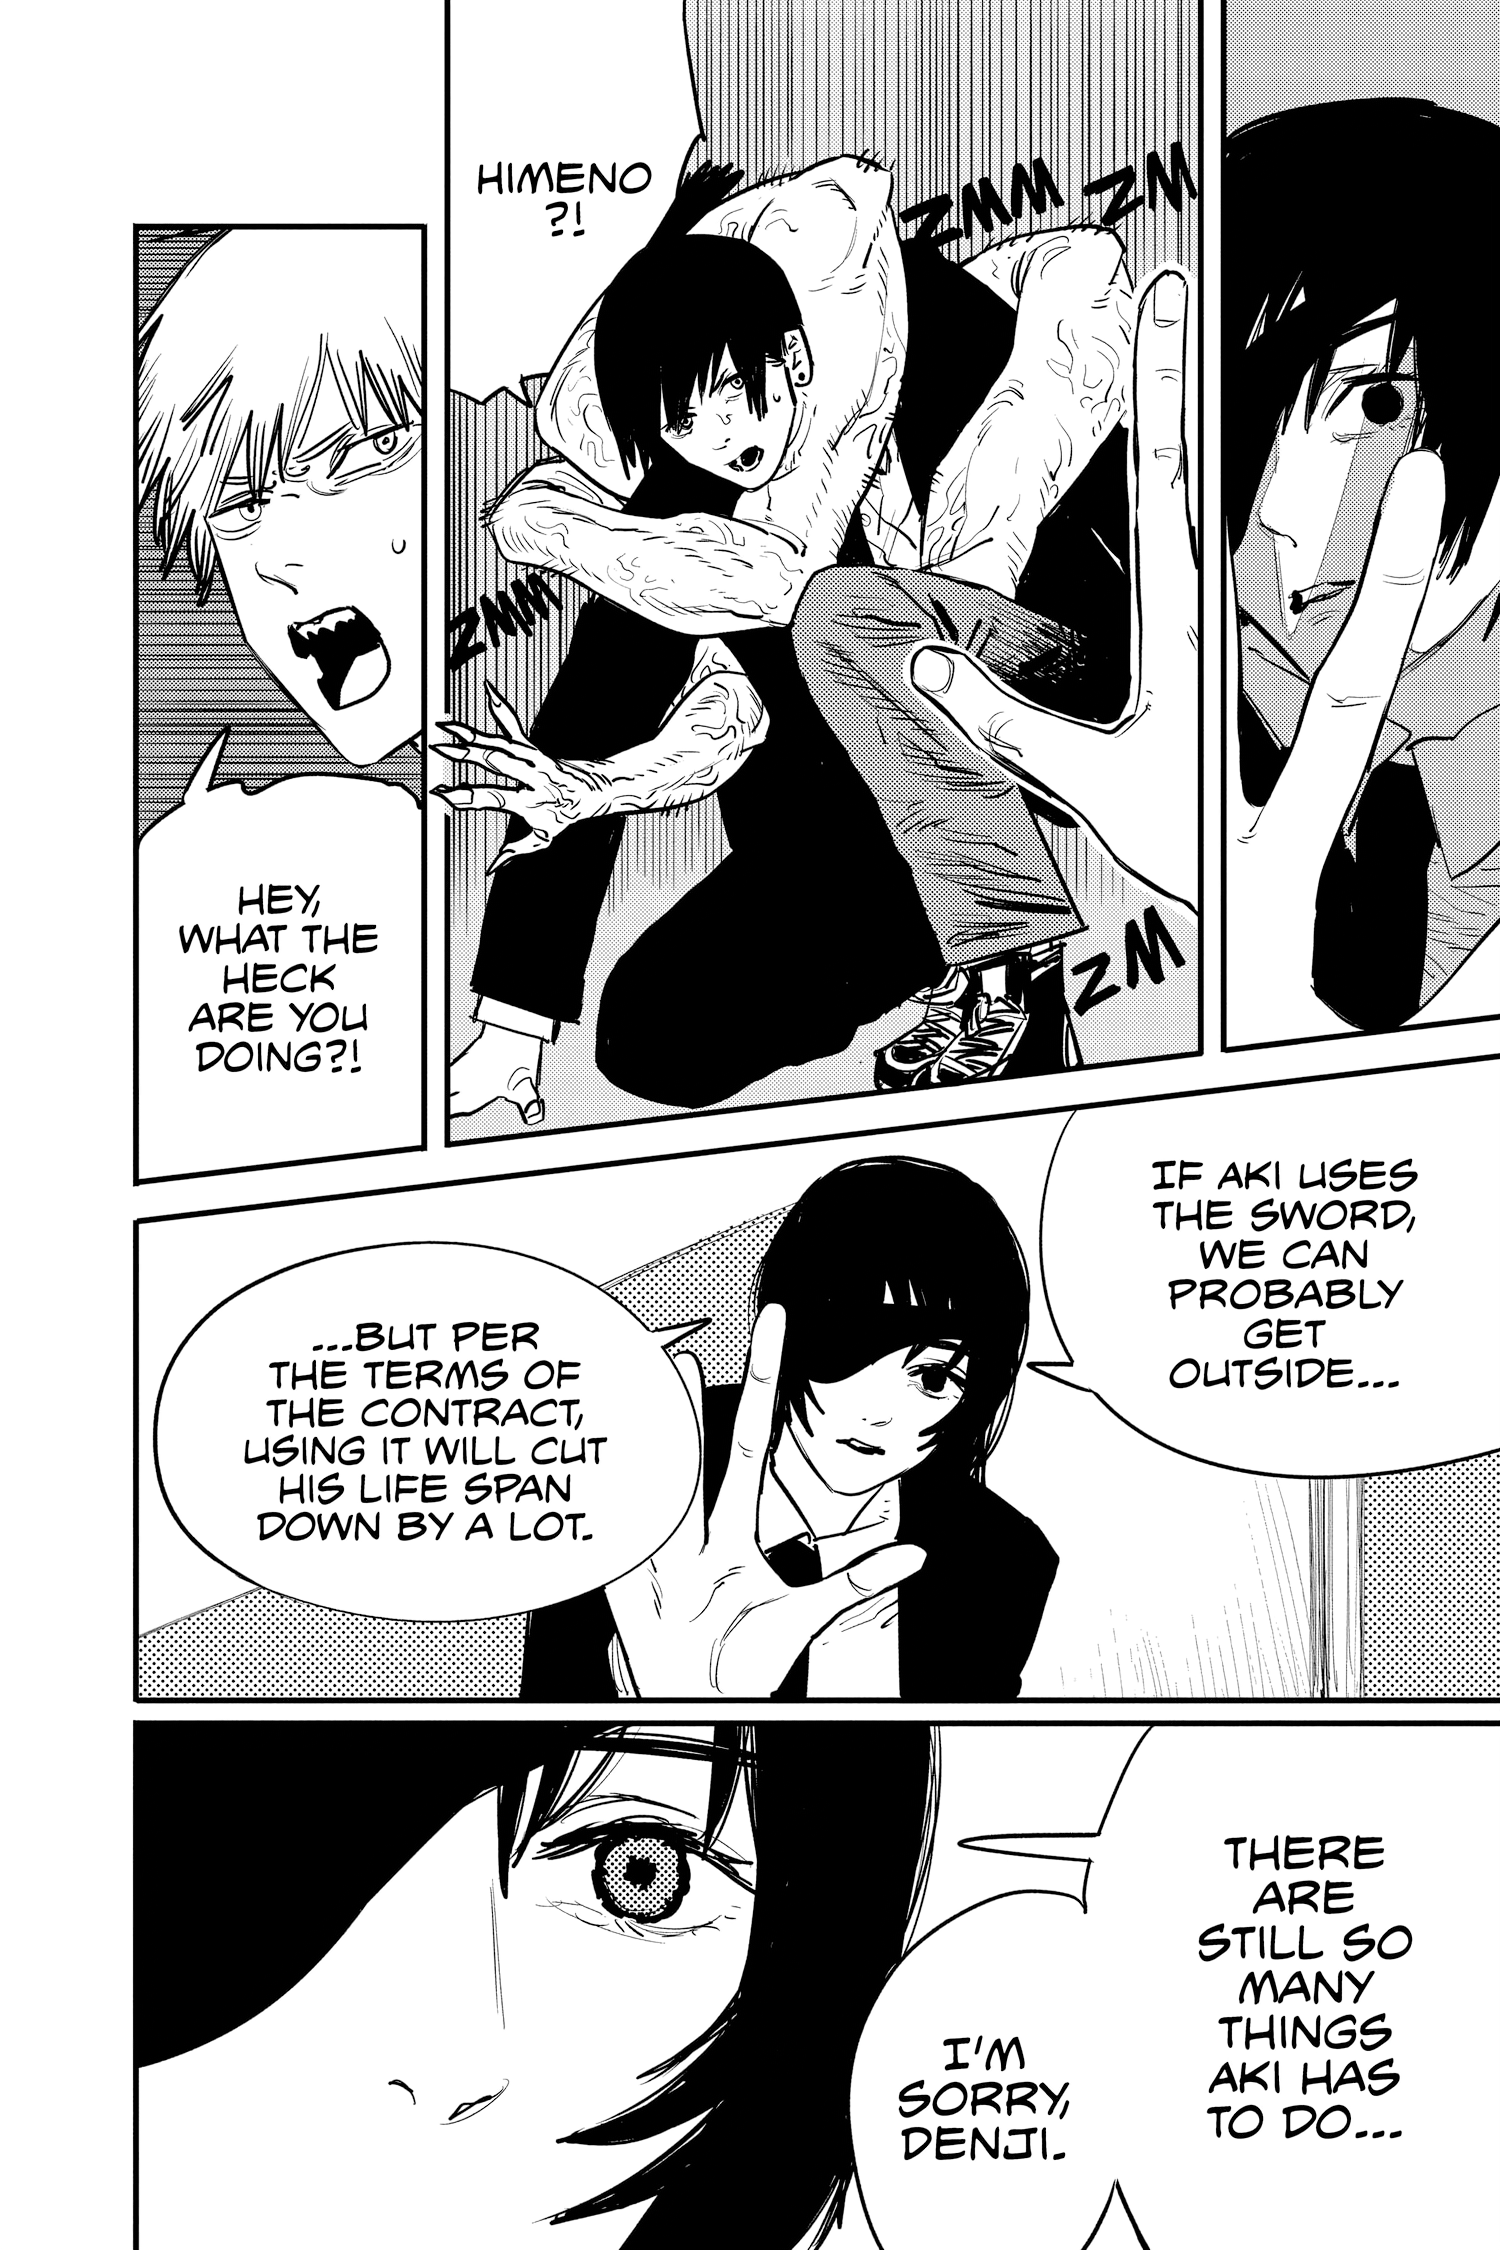 ZM
ZMM
HIMENO
?!
ZMM
ZM
HEY,
WHAT THE
HECK
ARE YOU
DOING?!
IF AKI USES
THE SWORD,
WE CAN
PROBABLY
GET
OUTSIDE...
...BUT PER
THE TERMS OF
THE CONTRACT,
USING IT WILL CUT
HIS LIFE SPAN
DOWN BY A LOT.
THERE
ARE
STILL SO
MANY
THINGS
AKI HAS
TO DO...
I'M
SORRY,
DENJI.